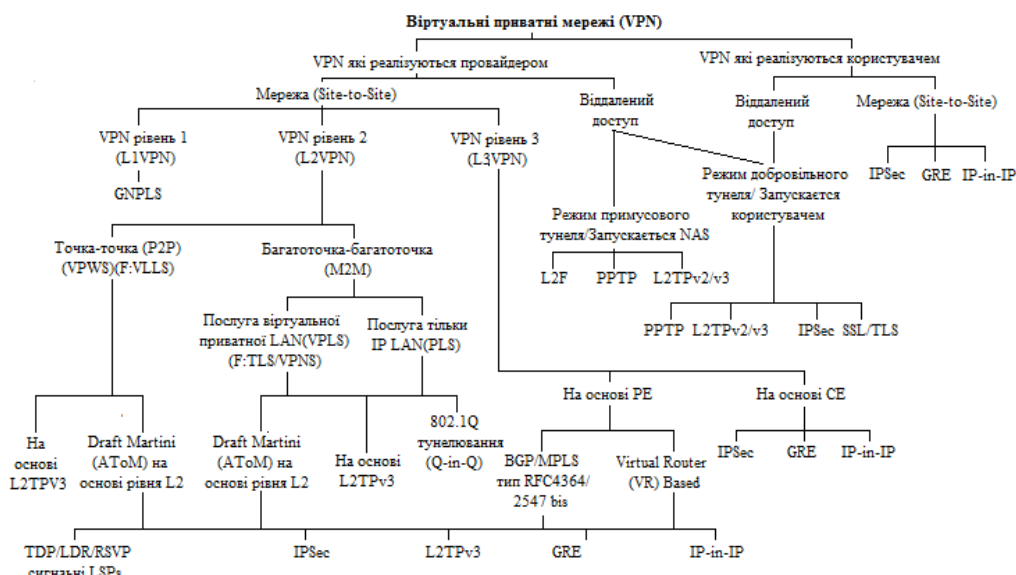 Віртуальні приватні мережі (VPN)
VPN які реалізуються провайдером
VPN які реалізуються користувачем
Мережа (Site-to-Site)
Віддалений
доступ
Віддалений
доступ
Мережа (Site-to-Site)
VPN рівень 1
(L1VPN)
VPN рівень 2
(L2VPN)
VPN рівень 3
(L3VPN)
GNPLS
IPSec
GRE
IP-in-IP
Режим добровільного
тунеля/ Запускаєтся
користувачем
Режим примусового
тунеля/Запускається NAS
L2F
PPTP
L2TPv2/v3
Точка-точка (P2P)
(VPWS)(F:VLLS)
Багатоточка-багатоточка
(M2M)
Послуга віртуальної
приватної LAN(VPLS)
(F:TLS/VPNS)
Послуга тільки
IP LAN(PLS)
PPTP
L2TPv2/v3
IPSec
SSL/TLS
На основі PE
На основі CE
На
основі
L2TPV3
Draft Martini
(AToM) на
основі рівня L2
Draft Martini
(AToM) на
основі рівня L2
На основі
L2TPv3
802.1Q
тунелювання
(Q-in-Q)
BGP/MPLS
тип RFC4364/
2547 bis
Virtual Router
(VR) Based
IPSec
GRE
IP-in-IP
TDP/LDR/RSVP
сигнальні LSPs
IPSec
L2TPv3
GRE
IP-in-IP